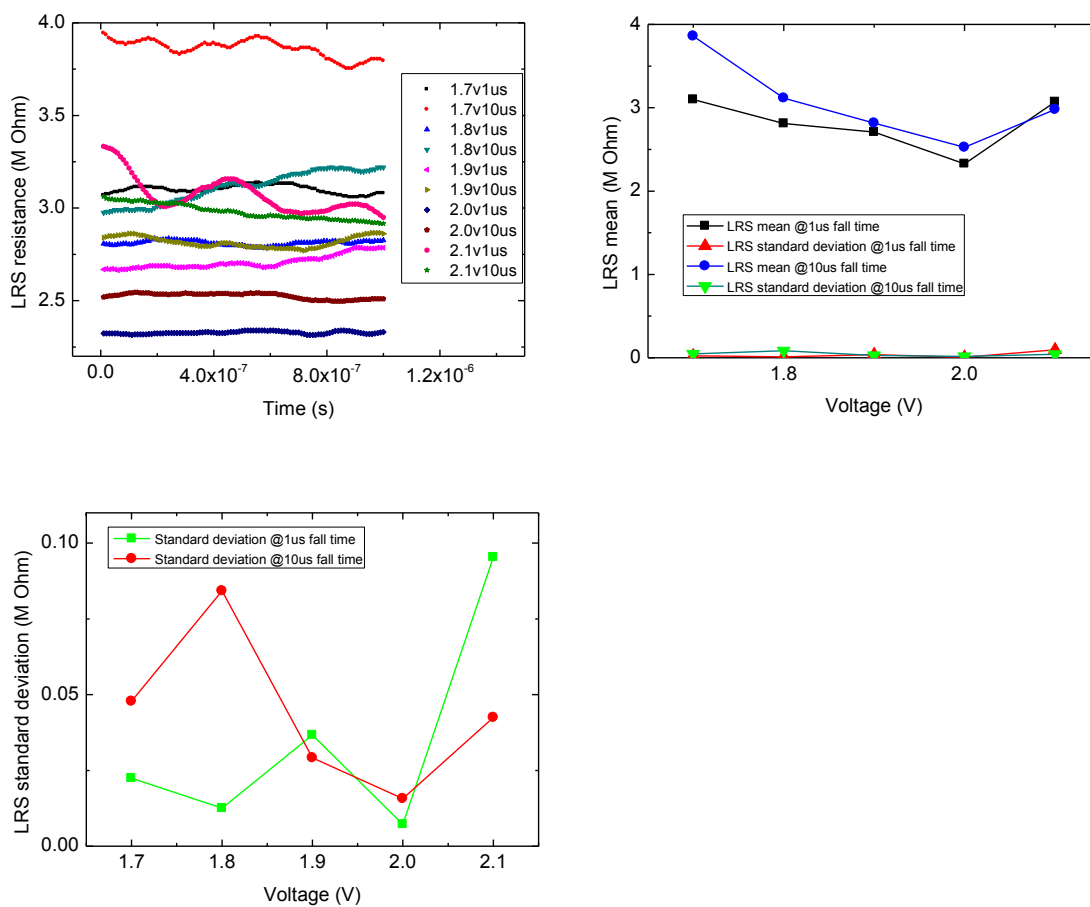 4.0
3.5
3.0
2.5
LRS resistance (M Ohm)
1.7v1us
1.7v10us
1.8v1us
1.8v10us
1.9v1us
1.9v10us
2.0v1us
2.0v10us
2.1v1us
2.1v10us
0.0
4.0x10-7
8.0x10-7
1.2x10-6
Time (s)
4
3
2
1
0
LRS mean (M Ohm)
LRS mean @1us fall time
LRS standard deviation @1us fall time
LRS mean @10us fall time
LRS standard deviation @10us fall time
1.8
2.0
Voltage (V)
0.10
0.05
0.00
LRS standard deviation (M Ohm)
Standard deviation @1us fall time
Standard deviation @10us fall time
1.7
1.8
1.9
2.0
2.1
Voltage (V)